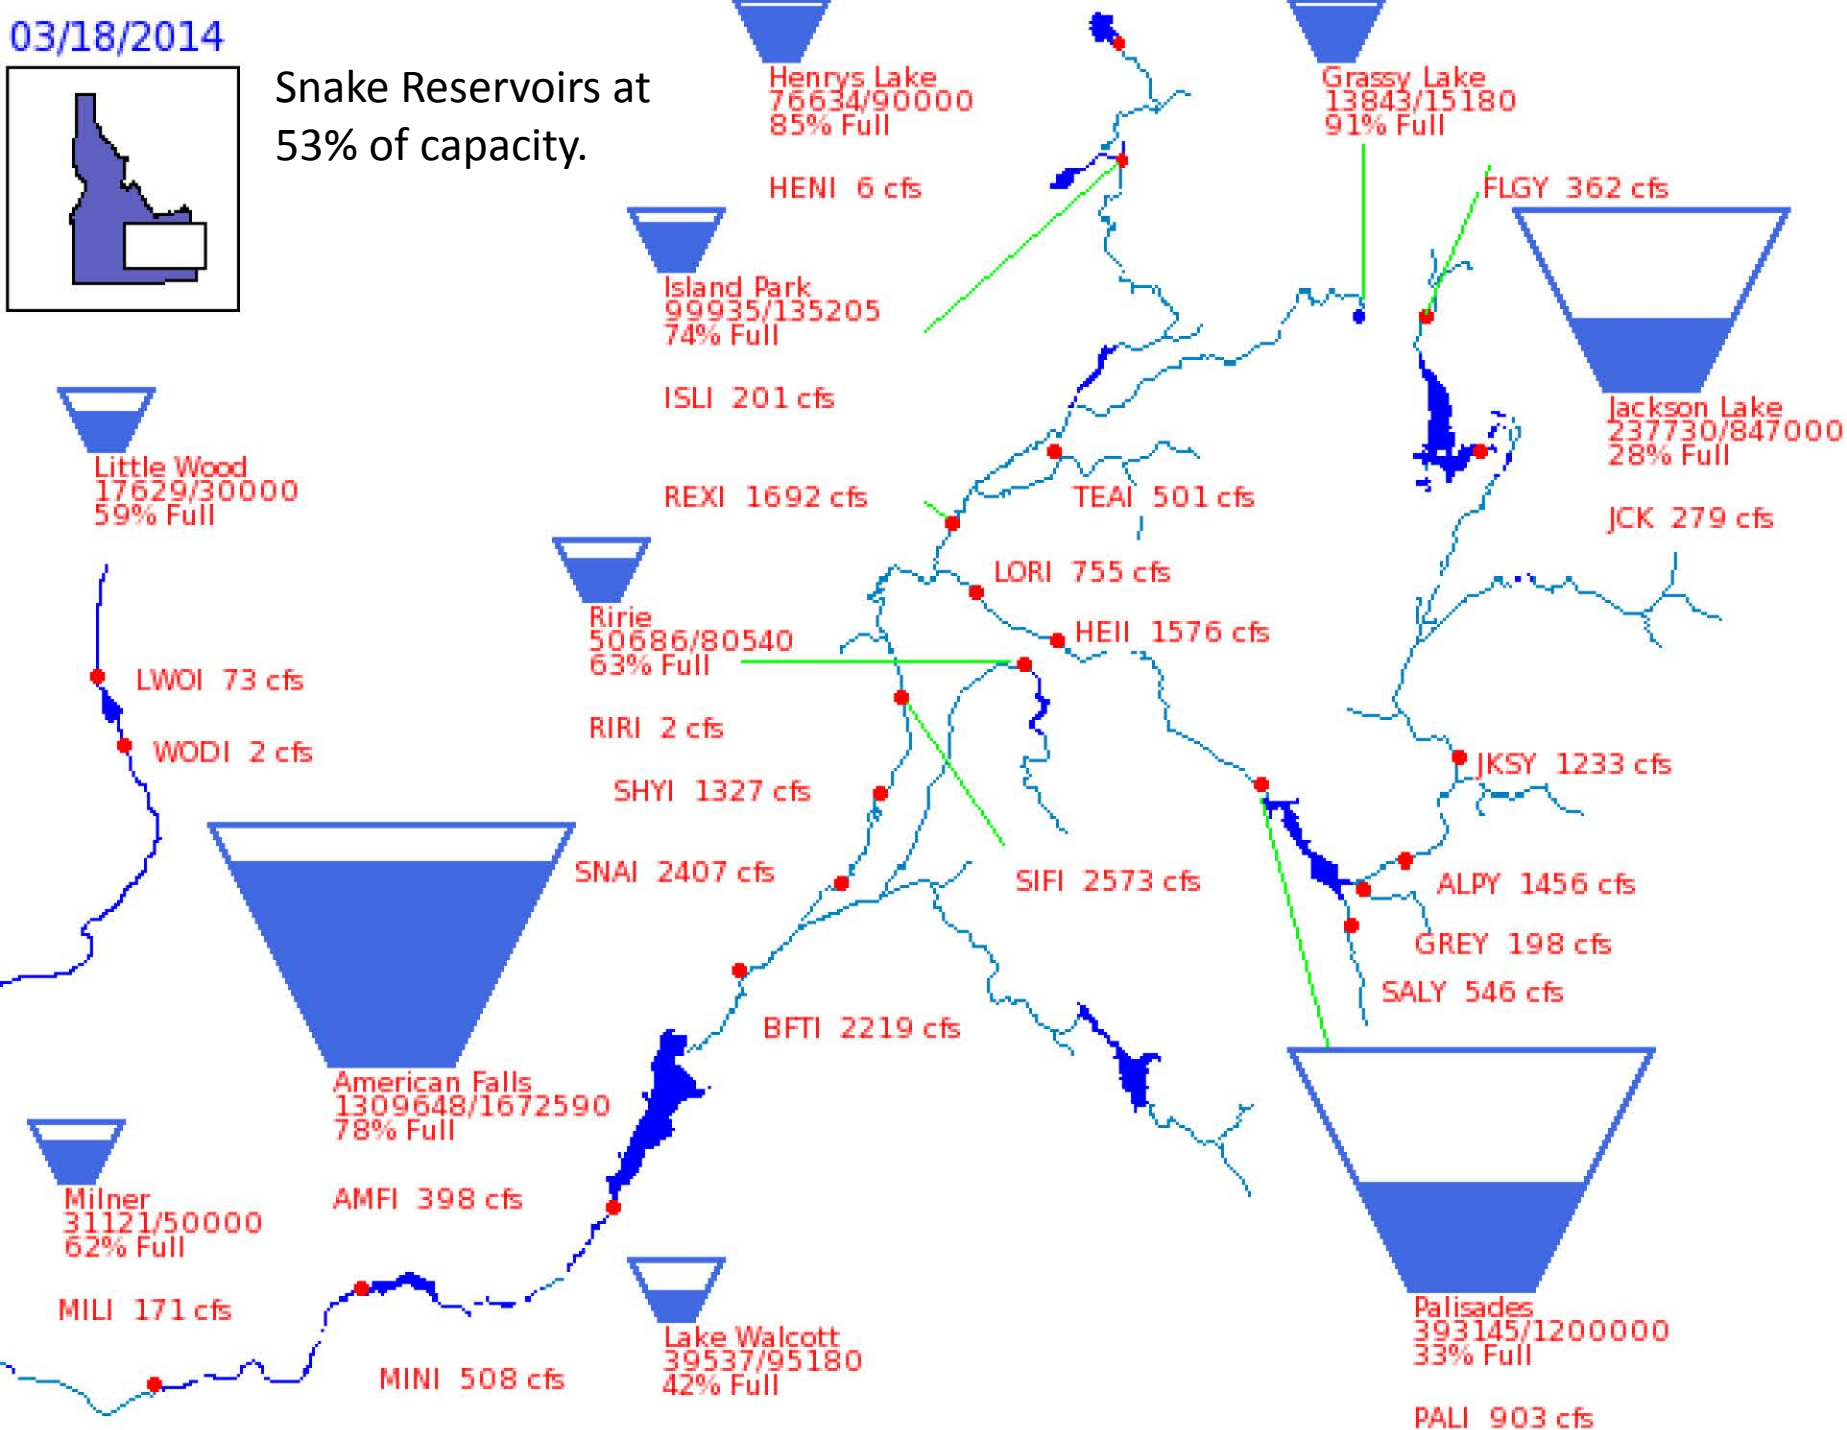 03/18/2014
Snake Reservoirs at
53% of capacity.
Henrys Lake
76634/90000
85% Full
HENI 6 cfs
Grassy Lake
13843/15180
91% Full
FLGY 362 cfs
Island Park
99935/135205
74% Full
ISLI 201 cfs
Jackson Lake
237730/847000
28% Full
JCK 279 cfs
Little Wood
17629/30000
59% Full
REXI 1692 cfs
TEAI 501 cfs
LORI 755 cfs
HEII 1576 cfs
Ririe
50686/80540
63% Full
RIRI 2 cfs
LWOI 73 cfs
WODI 2 cfs
JKSY 1233 cfs
SHYI 1327 cfs
SNAI 2407 cfs
SIFI 2573 cfs
ALPY 1456 cfs
GREY 198 cfs
SALY 546 cfs
BFTI 2219 cfs
American Falls
1309648/1672590
78% Full
AMFI 398 cfs
Milner
31121/50000
62% Full
MILI 171 cfs
MINI 508 cfs
Lake Walcott
39537/95180
42% Full
Palisades
393145/1200000
33% Full
PALI 903 cfs